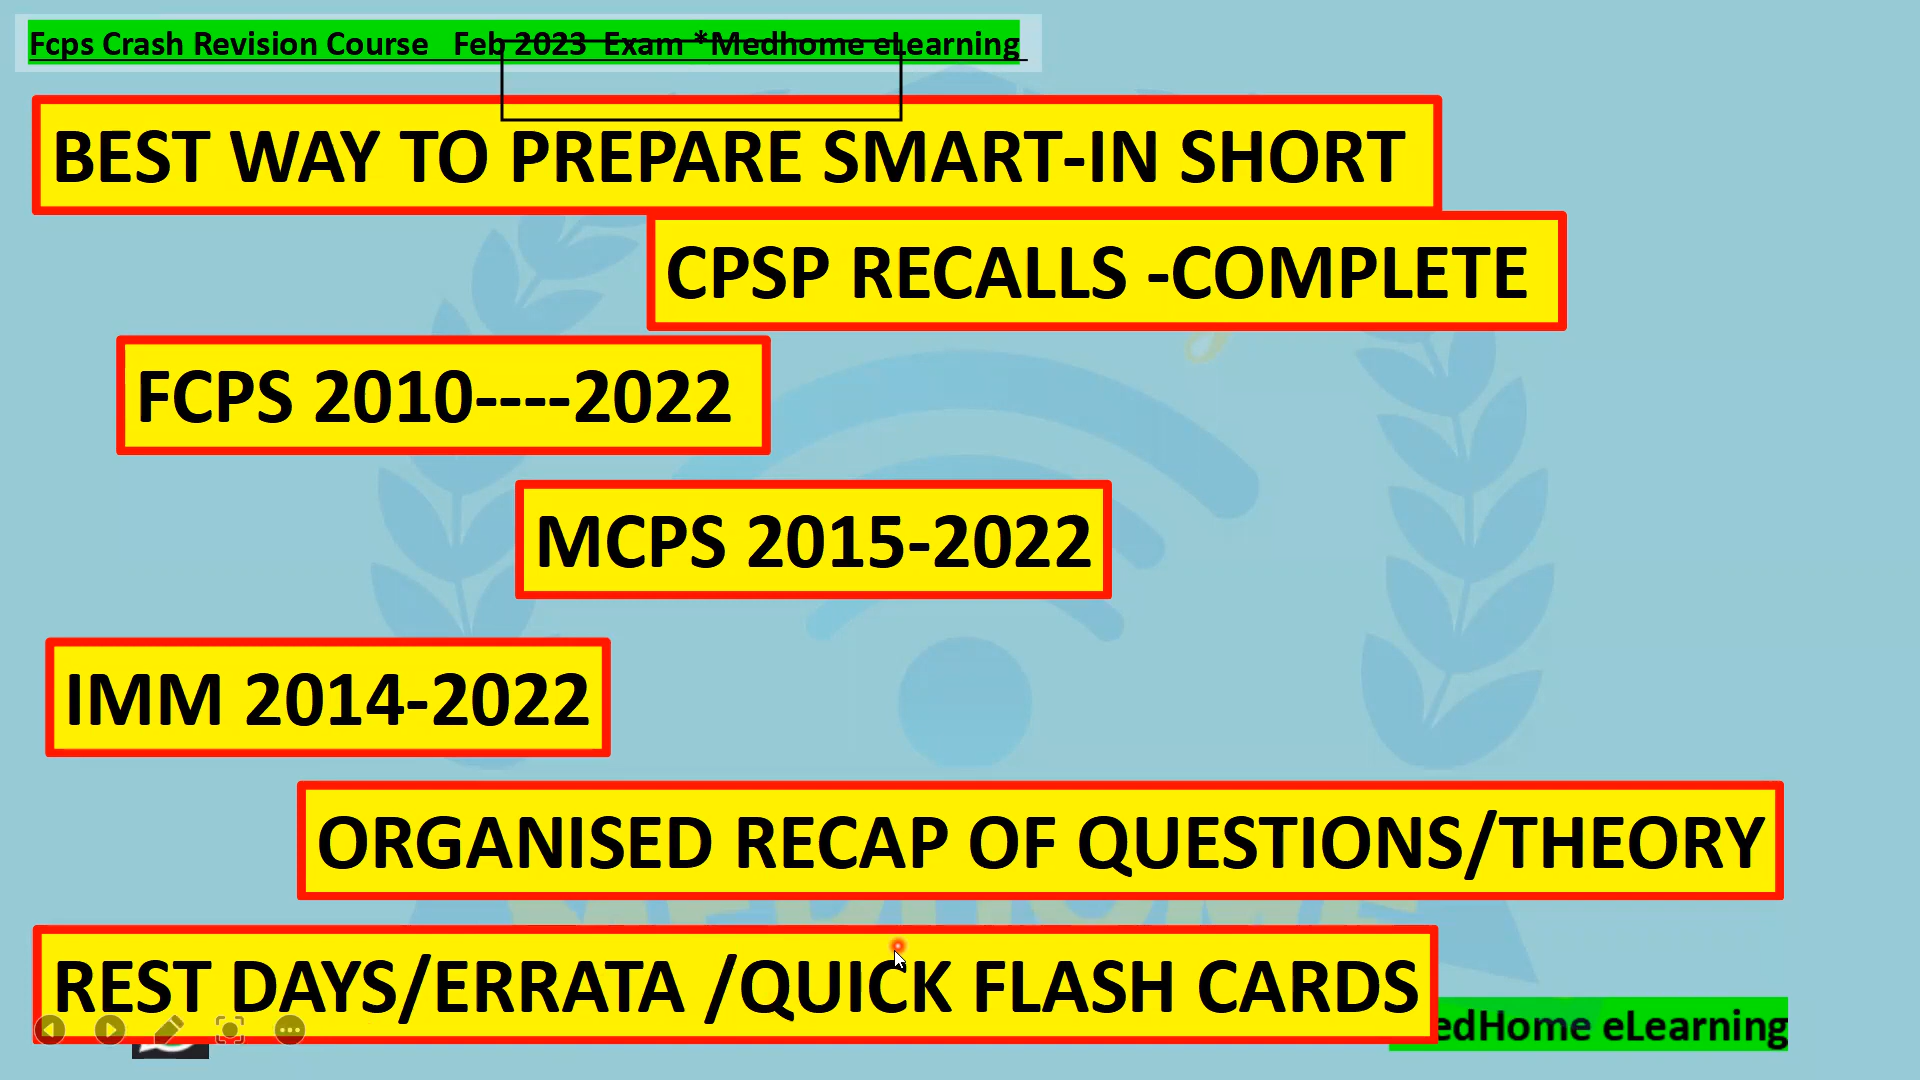 Fcps Crash Revision Course Feb 2023 Exam *Medhome eLearning
BEST WAY TO PREPARE SMART-IN SHORT
CPSP RECALLS -COMPLETE
FCPS 2010----2022
MCPS 2015-2022
IMM 2014-2022
ORGANISED RECAP OF QUESTIONS/THEORY
REST DAYS/ERRATA /QUICK FLASH CARDS
edHome eLearning